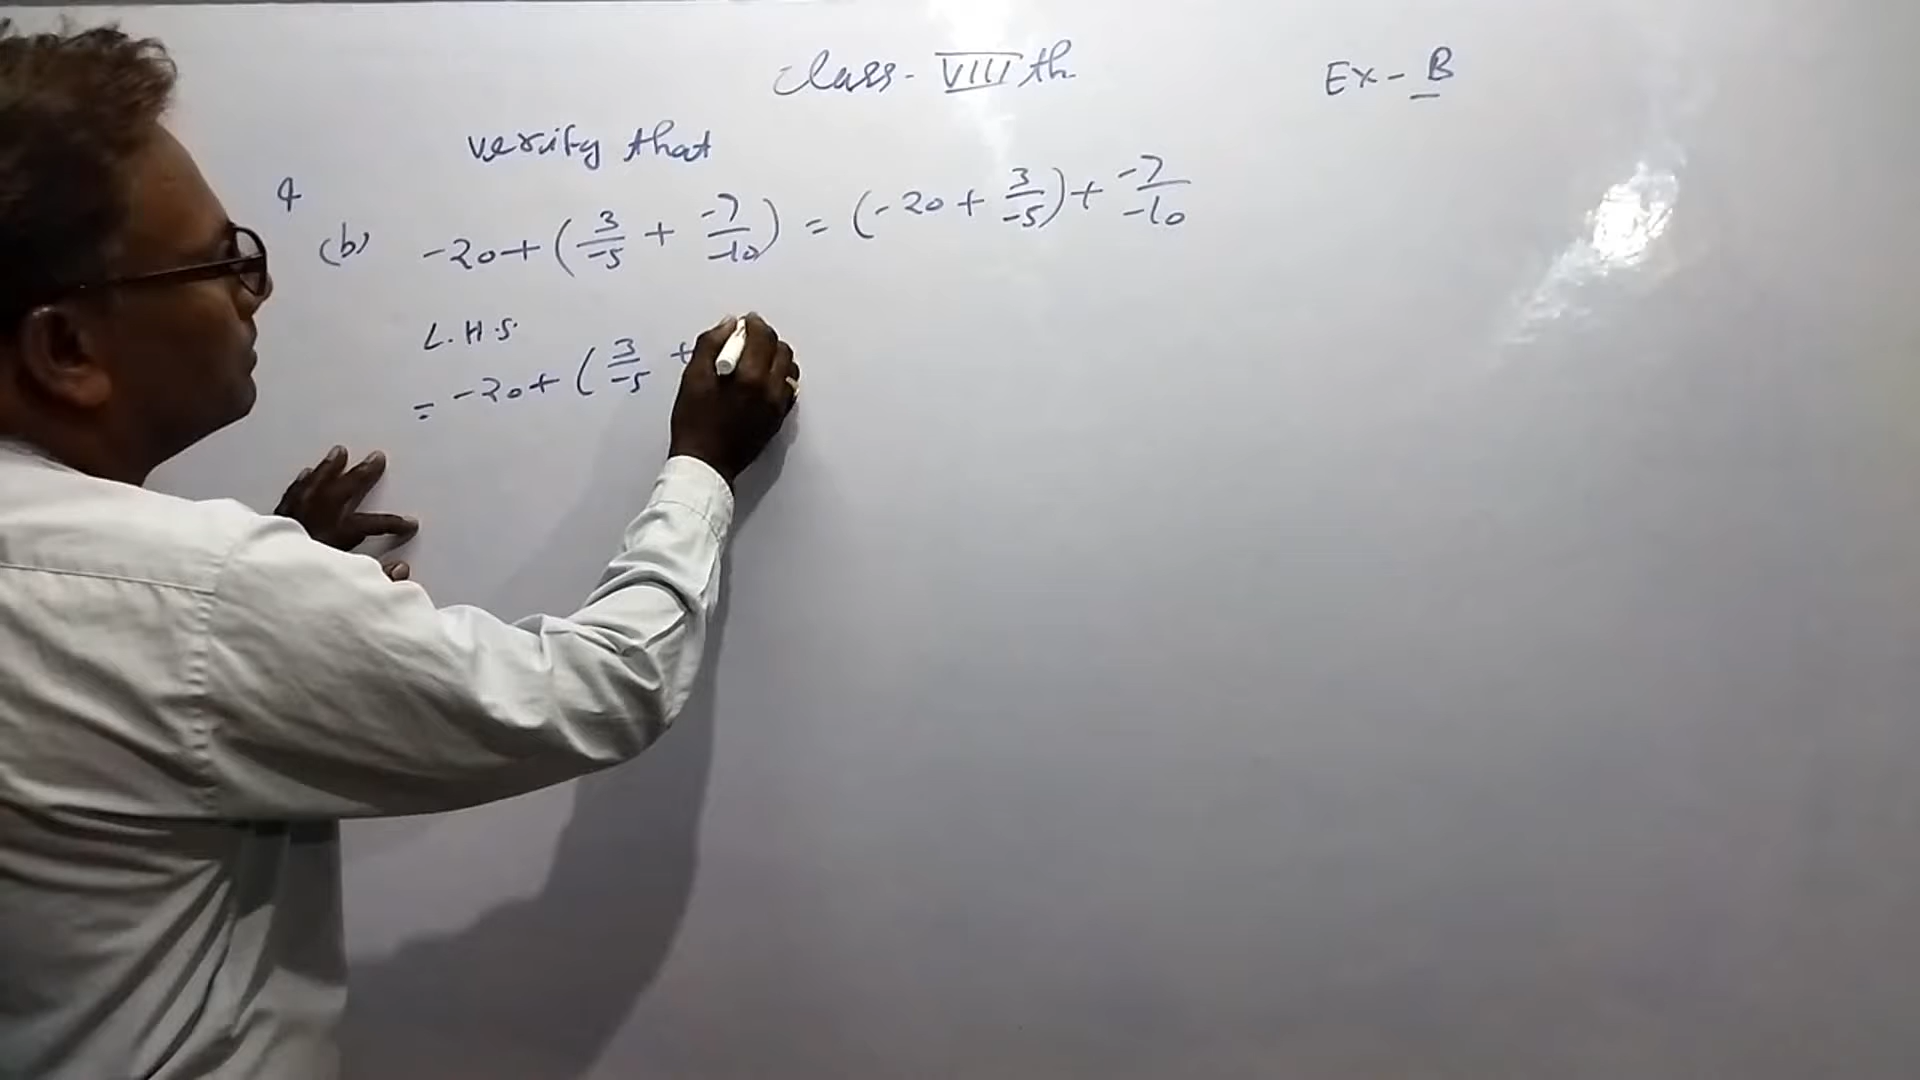 Class - VIIIth
Ex - B
verify that
4
(b) -20 + (3/-5 + -7/-10) = (-20 + 3/-5) + -7/-10
L.H.S.
= -20 + (3/-5 +